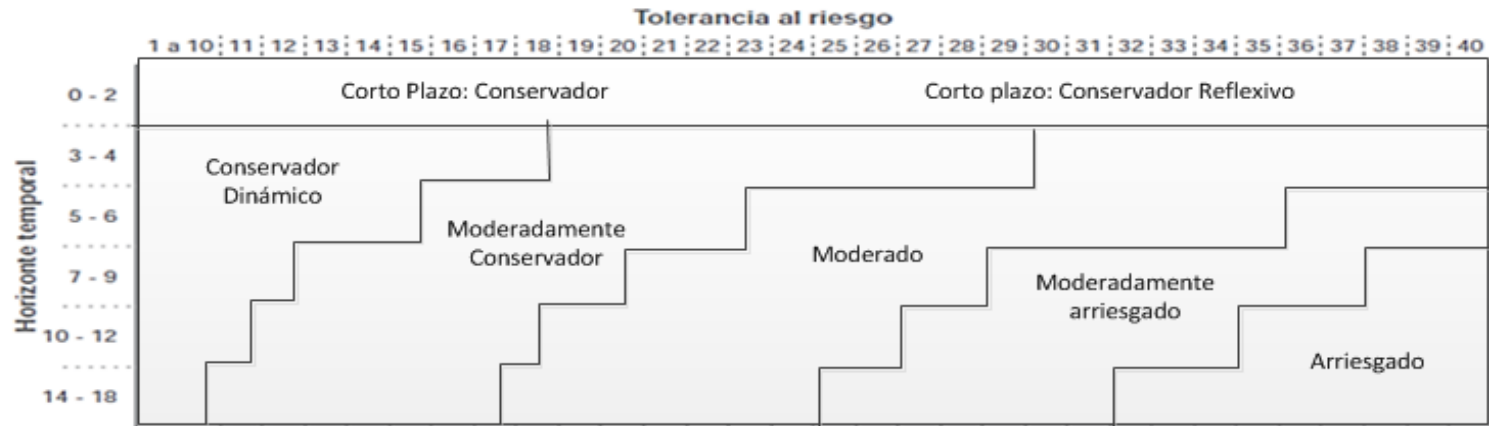 Tolerancia al riesgo
1 a 10 11 12 13 14 15 16 17 18 19 20 21 22 23 24 25 26 27 28 29 30 31 32 33 34 35 36 37 38 39 40
Horizonte temporal
0 - 2
Corto Plazo: Conservador
Corto plazo: Conservador Reflexivo
3 - 4
Conservador
Dinámico
5 - 6
Moderadamente
Conservador
Moderado
7 - 9
Moderadamente
arriesgado
10 - 12
Arriesgado
14 - 18